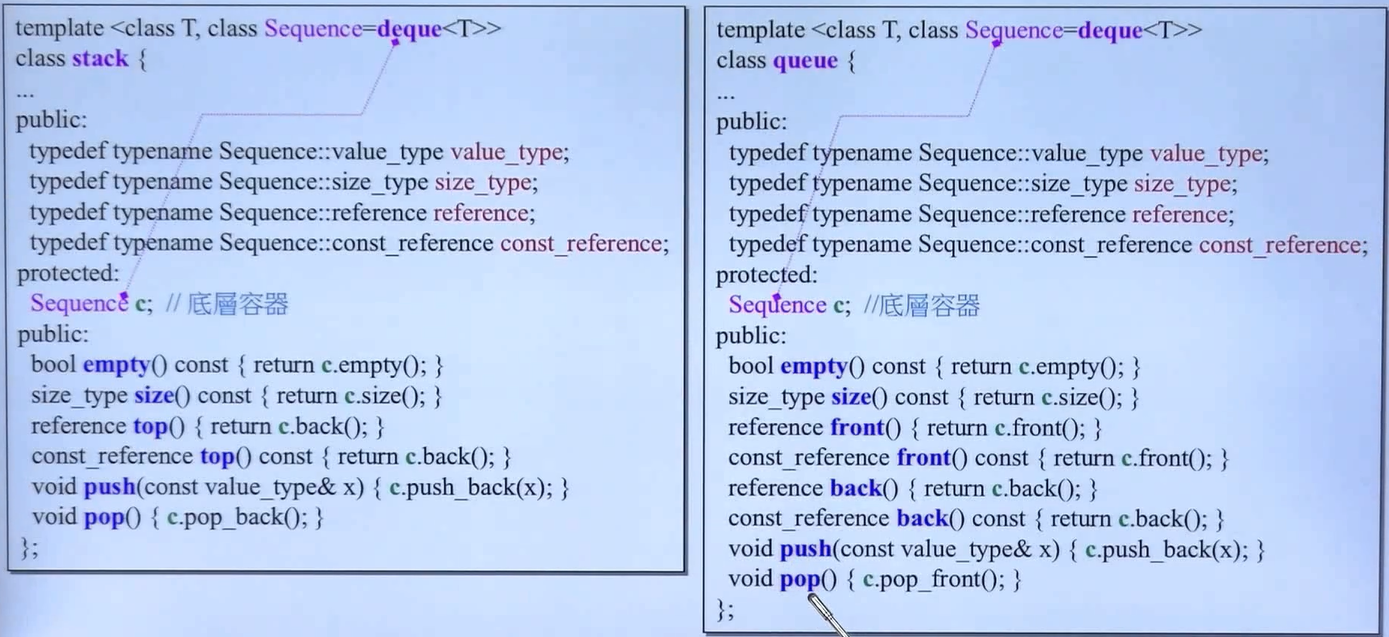 template <class T, class Sequence=deque<T>>
class stack {
...
public:
typedef typename Sequence::value_type value_type;
typedef typename Sequence::size_type size_type;
typedef typename Sequence::reference reference;
typedef typename Sequence::const_reference const_reference;
protected:
Sequence c; // 底層容器
public:
bool empty() const { return c.empty(); }
size_type size() const { return c.size(); }
reference top() { return c.back(); }
const_reference top() const { return c.back(); }
void push(const value_type& x) { c.push_back(x); }
void pop() { c.pop_back(); }
};
template <class T, class Sequence=deque<T>>
class queue {
...
public:
typedef typename Sequence::value_type value_type;
typedef typename Sequence::size_type size_type;
typedef typename Sequence::reference reference;
typedef typename Sequence::const_reference const_reference;
protected:
Sequence c; //底層容器
public:
bool empty() const { return c.empty(); }
size_type size() const { return c.size(); }
reference front() { return c.front(); }
const_reference front() const { return c.front(); }
reference back() { return c.back(); }
const_reference back() const { return c.back(); }
void push(const value_type& x) { c.push_back(x); }
void pop() { c.pop_front(); }
};